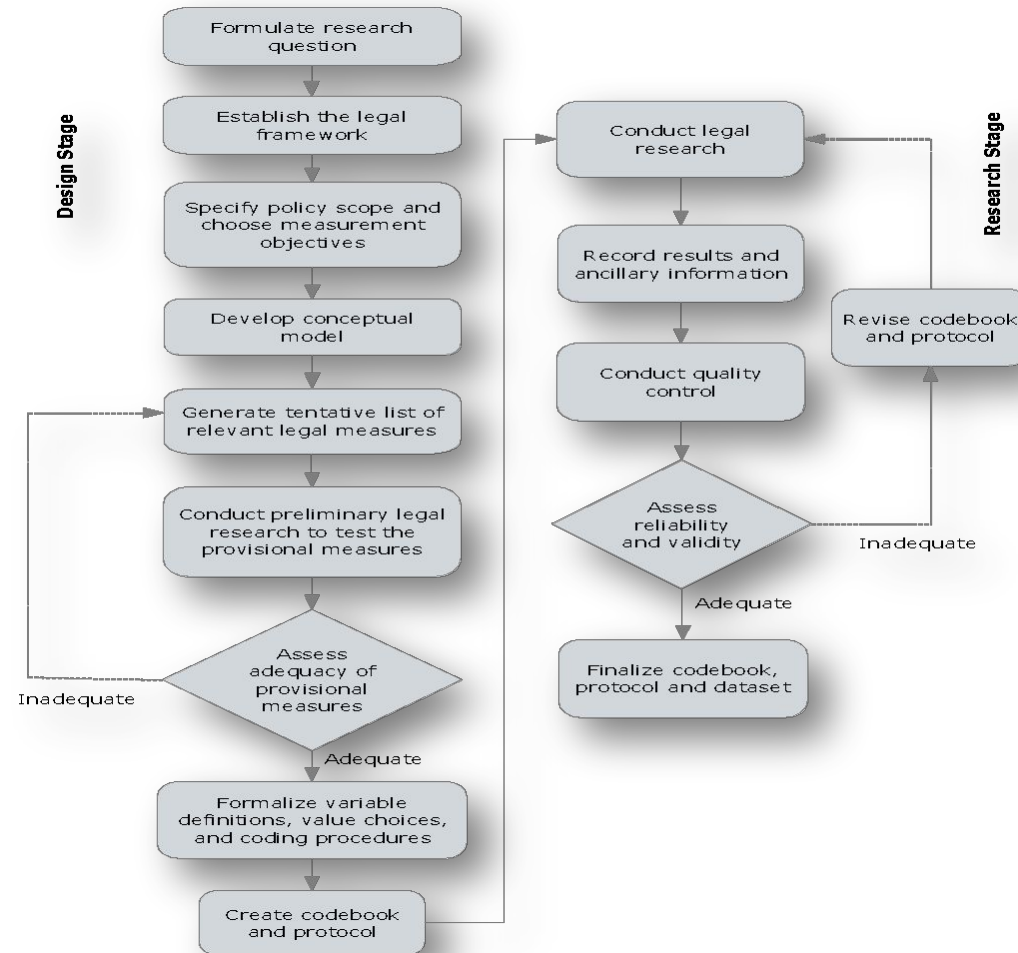 Design Stage
Formulate research
question
Establish the legal
framework
Specify policy scope and
choose measurement
objectives
Develop conceptual
model
Generate tentative list of
relevant legal measures
Conduct preliminary legal
research to test the
provisional measures
Assess
adequacy of
provisional
measures
Inadequate
Adequate
Formalize variable
definitions, value choices,
and coding procedures
Create codebook
and protocol
Research Stage
Conduct legal
research
Record results and
ancillary information
Conduct quality
control
Assess
reliability
and validity
Inadequate
Revise codebook
and protocol
Adequate
Finalize codebook,
protocol and dataset